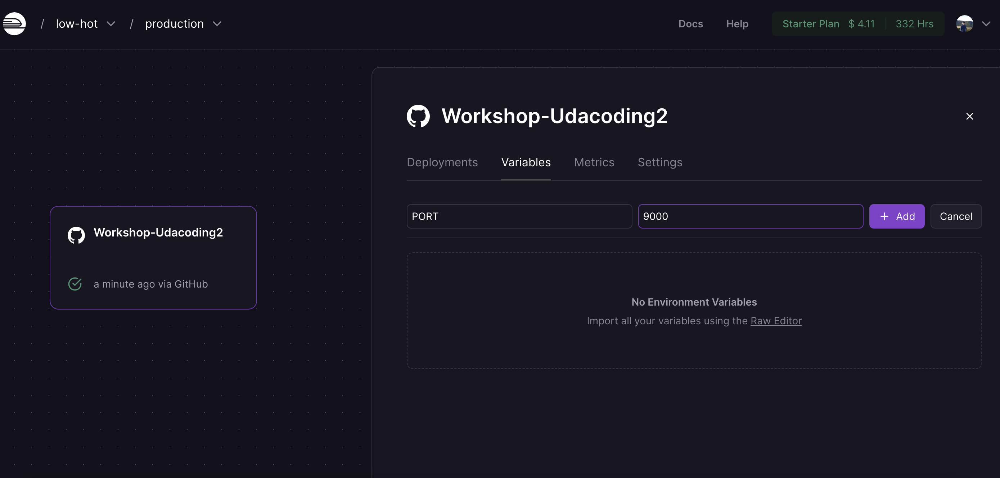 / low-hot / production Docs Help Starter Plan $ 4.11 332 Hrs
Workshop-Udacoding2
Deployments Variables Metrics Settings
PORT 9000 + Add Cancel
Workshop-Udacoding2
a minute ago via GitHub
No Environment Variables
Import all your variables using the Raw Editor